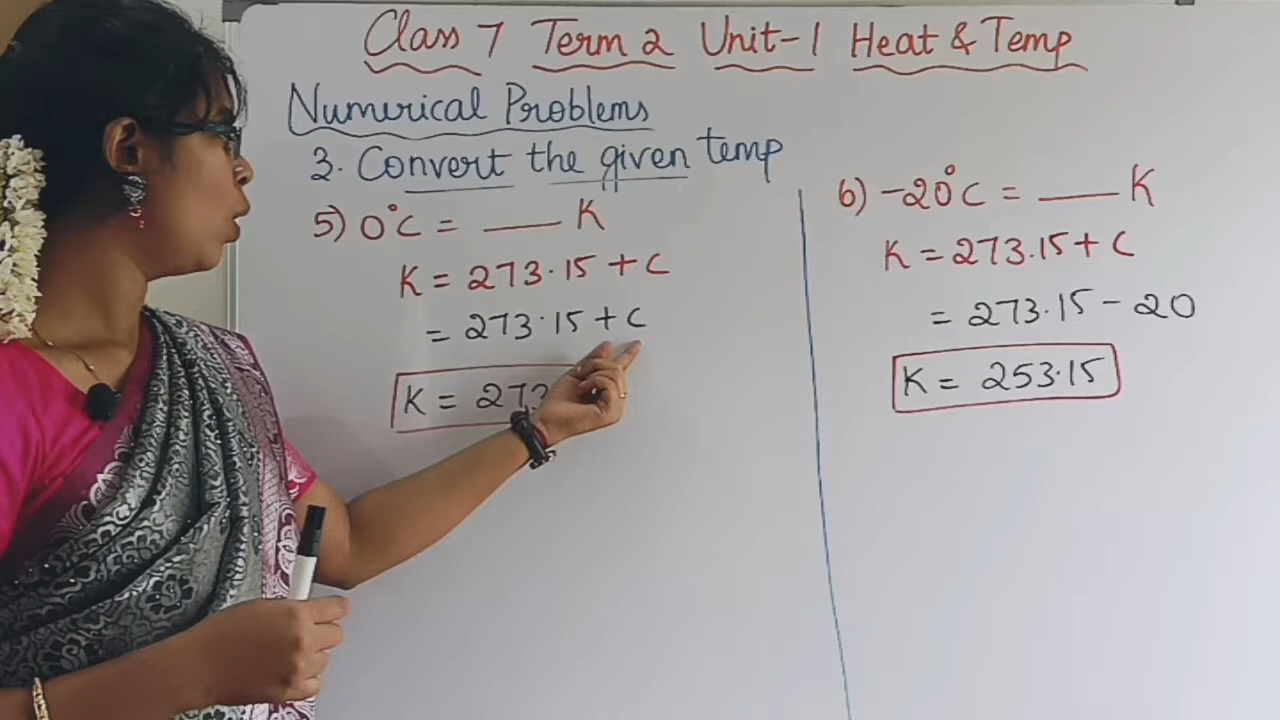 Class 7 Term 2 Unit-1 Heat & Temp
Numerical Problems
3. Convert the given temp
5) 0°C = ___ K
K = 273.15 + C
= 273.15 + C
K =
6) -20°C = ___ K
K = 273.15 + C
= 273.15 - 20
K = 253.15